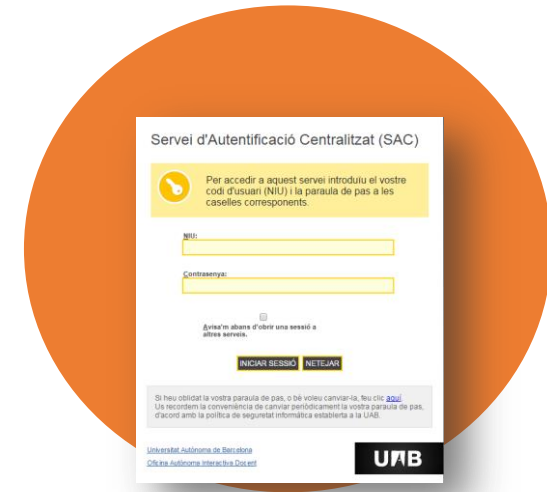 Servei d'Autentificació Centralitzat (SAC)
Per accedir a aquest servei introduïu el vostre
codi d'usuari (NIU) i la paraula de pas a les
caselles corresponents.
NIU:
Contrasenya:
Avisa'm abans d'obrir una sessió a
altres serveis.
INICIAR SESSIÓ NETEJAR
Si heu oblidat la vostra paraula de pas, o bé voleu canviar-la, feu clic aquí.
Us recordem la conveniència de canviar periòdicament la vostra paraula de pas,
d'acord amb la política de seguretat informàtica establerta a la UAB.
Universitat Autònoma de Barcelona
Oficina Autònoma Interactiva Docent
UAB